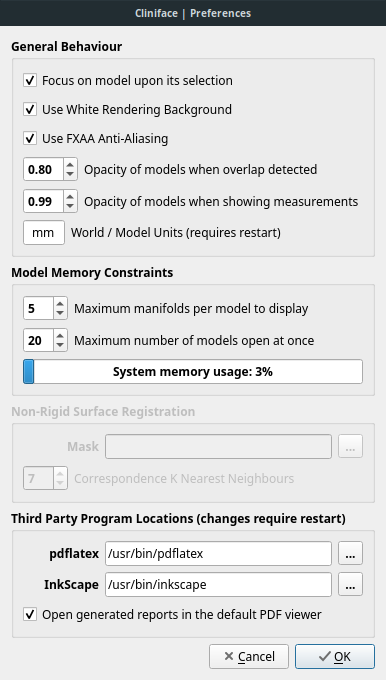 Cliniface | Preferences
General Behaviour
Focus on model upon its selection
Use White Rendering Background
Use FXAA Anti-Aliasing
0.80 Opacity of models when overlap detected
0.99 Opacity of models when showing measurements
mm World / Model Units (requires restart)
Model Memory Constraints
5 Maximum manifolds per model to display
20 Maximum number of models open at once
System memory usage: 3%
Non-Rigid Surface Registration
Mask ...
7 Correspondence K Nearest Neighbours
Third Party Program Locations (changes require restart)
pdflatex /usr/bin/pdflatex ...
InkScape /usr/bin/inkscape ...
Open generated reports in the default PDF viewer
Cancel OK